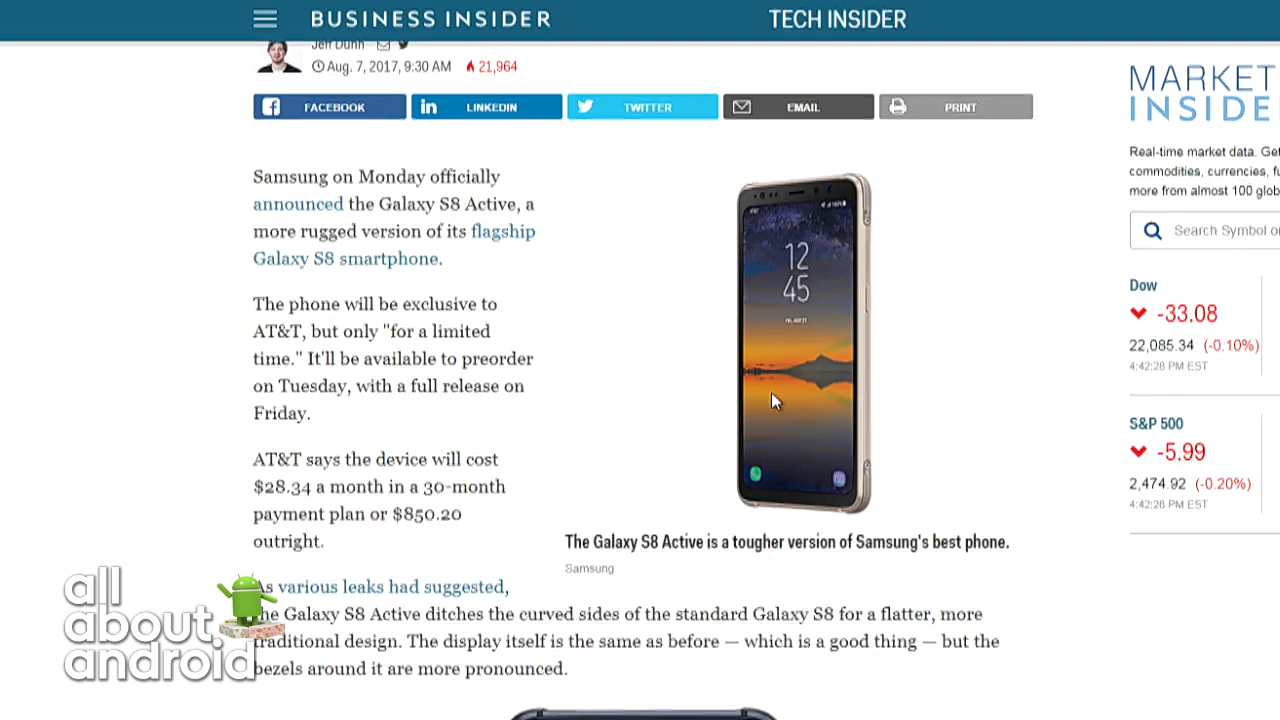 BUSINESS INSIDER
TECH INSIDER
Jeff Dunn
Aug. 7, 2017, 9:30 AM 21,964
FACEBOOK
LINKEDIN
TWITTER
EMAIL
PRINT
Samsung on Monday officially
announced the Galaxy S8 Active, a
more rugged version of its flagship
Galaxy S8 smartphone.
The phone will be exclusive to
AT&T, but only "for a limited
time." It'll be available to preorder
on Tuesday, with a full release on
Friday.
AT&T says the device will cost
$28.34 a month in a 30-month
payment plan or $850.20
outright.
12
45
The Galaxy S8 Active is a tougher version of Samsung's best phone.
Samsung
As various leaks had suggested,
the Galaxy S8 Active ditches the curved sides of the standard Galaxy S8 for a flatter, more
traditional design. The display itself is the same as before — which is a good thing — but the
bezels around it are more pronounced.
MARKET
INSIDE
Real-time market data. Get
commodities, currencies, fu
more from almost 100 glob
Search Symbol or
Dow
-33.08
22,085.34 (-0.10%)
4:42:28 PM EST
S&P 500
-5.99
2,474.92 (-0.20%)
4:42:28 PM EST
all
about
android